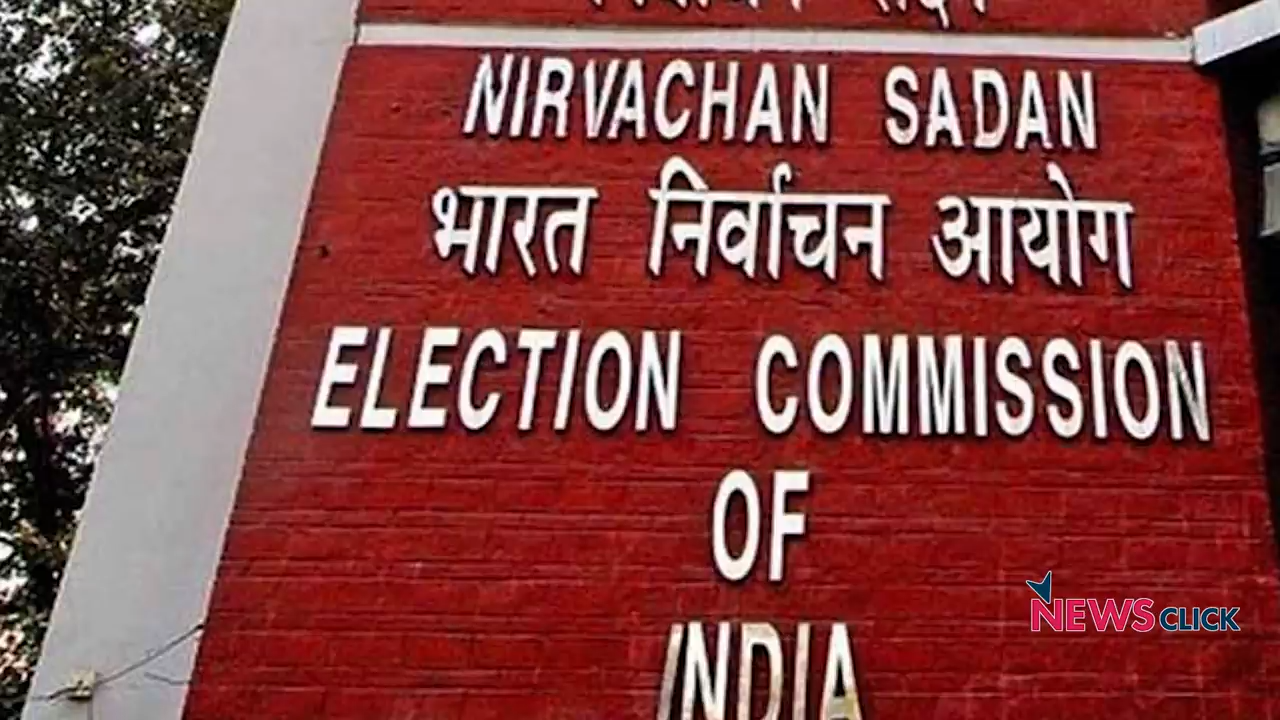 NIRVACHAN SADAN
भारत निर्वाचन आयोग
ELECTION COMMISSION
OF
INDIA
NEWSCLICK